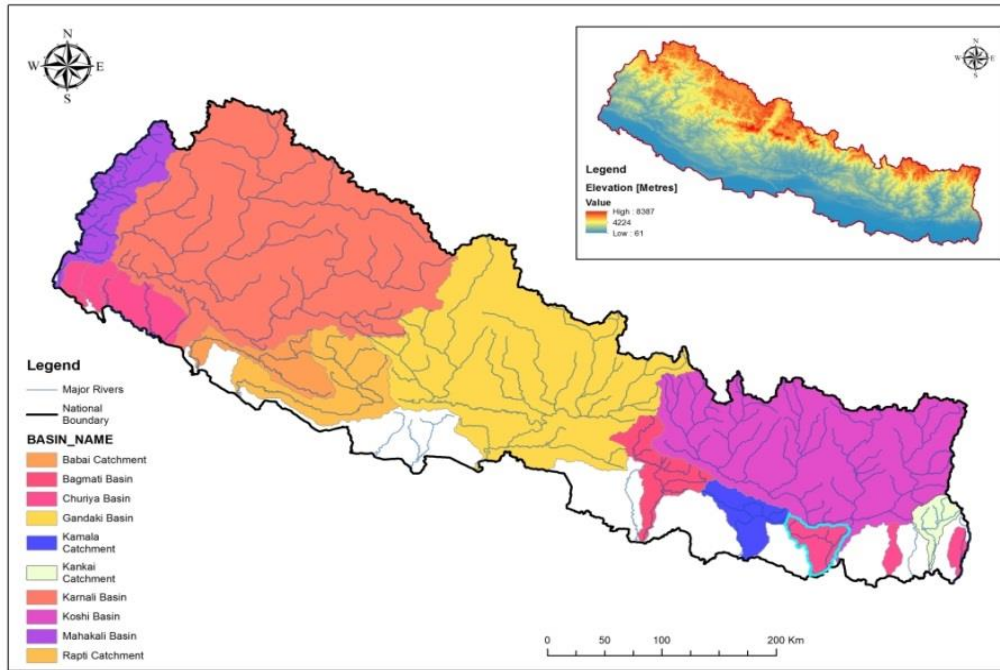 N
W E
S
N
W E
S
Legend
Elevation [Metres]
Value
High : 8387
4224
Low : 61
Legend
Major Rivers
National
Boundary
BASIN_NAME
Babai Catchment
Bagmati Basin
Churiya Basin
Gandaki Basin
Kamala
Catchment
Kankai
Catchment
Karnali Basin
Koshi Basin
Mahakali Basin
Rapti Catchment
0 50 100 200 Km